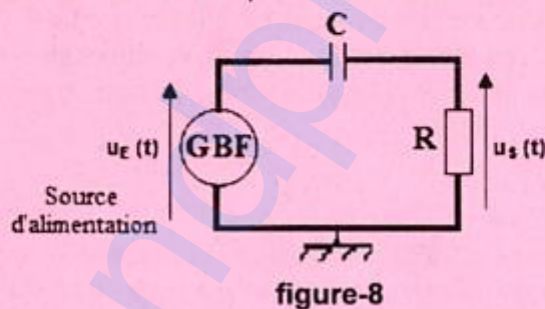 C
u_E (t)
GBF
R
u_s (t)
Source
d'alimentation
figure-8